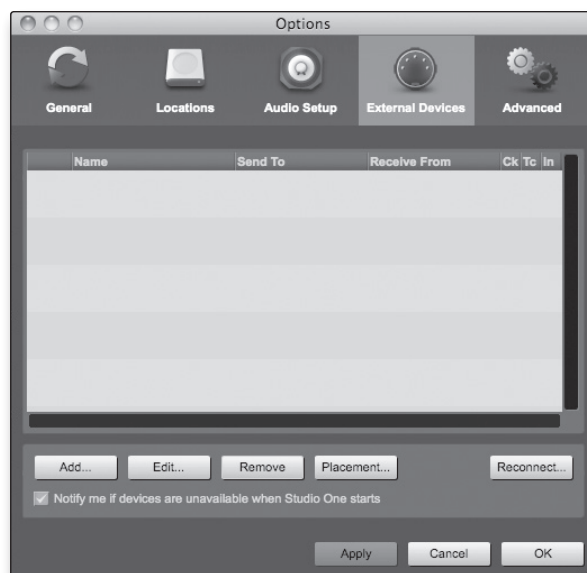 Options
General Locations Audio Setup External Devices Advanced
Name Send To Receive From Ck Tc In
Add... Edit... Remove Placement... Reconnect...
Notify me if devices are unavailable when Studio One starts
Apply Cancel OK